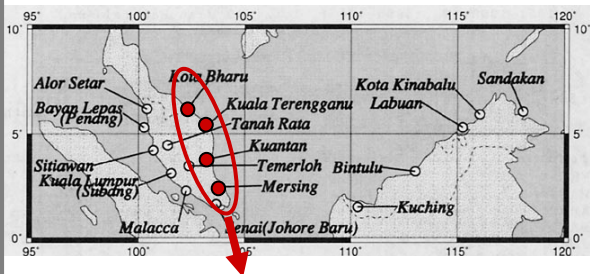 95° 100° 105° 110° 115° 120°
10° 10°
Kota Bharu
Alor Setar
Kota Kinabalu
Sandakan
Bayan Lepas
(Penang)
Kuala Terengganu
Labuan
Tanah Rata
5° 5°
Kuantan
Sitiawan
Temerloh
Bintulu
Kuala Lumpur
(Subang)
Mersing
Kuching
Malacca
Senai(Johore Baru)
0° 0°
95° 100° 105° 110° 115° 120°